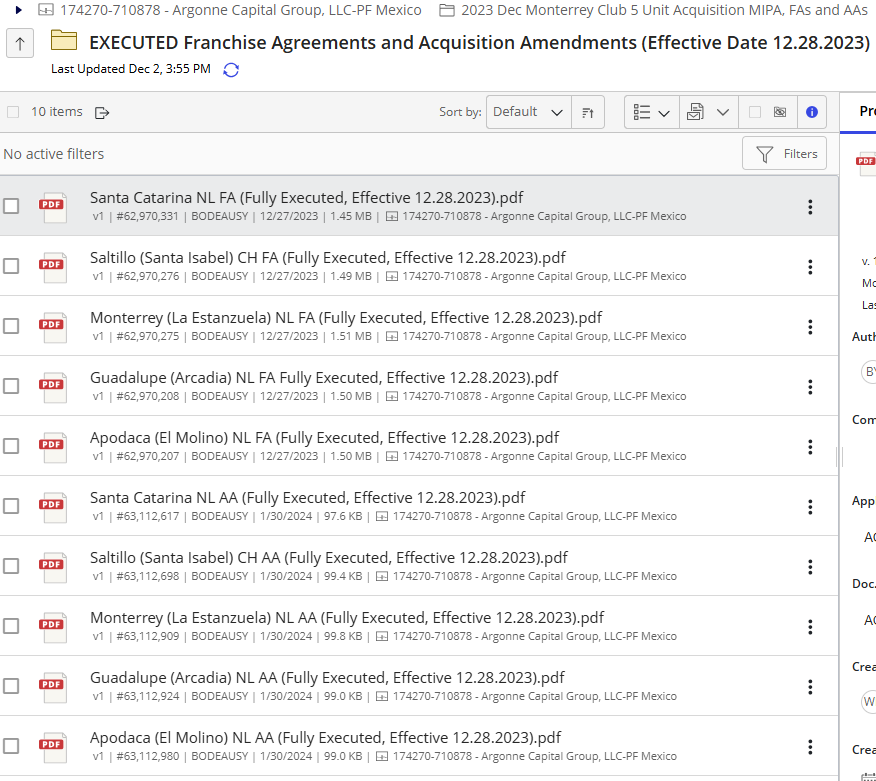 174270-710878 - Argonne Capital Group, LLC-PF Mexico 2023 Dec Monterrey Club 5 Unit Acquisition MIPA, FAs and AAs
EXECUTED Franchise Agreements and Acquisition Amendments (Effective Date 12.28.2023)
Last Updated Dec 2, 3:55 PM
10 items Sort by: Default
No active filters Filters
Santa Catarina NL FA (Fully Executed, Effective 12.28.2023).pdf
PDF v1 | #62,970,331 | BODEAUSY | 12/27/2023 | 1.45 MB | 174270-710878 - Argonne Capital Group, LLC-PF Mexico
Saltillo (Santa Isabel) CH FA (Fully Executed, Effective 12.28.2023).pdf
PDF v1 | #62,970,276 | BODEAUSY | 12/27/2023 | 1.49 MB | 174270-710878 - Argonne Capital Group, LLC-PF Mexico
Monterrey (La Estanzuela) NL FA (Fully Executed, Effective 12.28.2023).pdf
PDF v1 | #62,970,275 | BODEAUSY | 12/27/2023 | 1.51 MB | 174270-710878 - Argonne Capital Group, LLC-PF Mexico
Guadalupe (Arcadia) NL FA Fully Executed, Effective 12.28.2023).pdf
PDF v1 | #62,970,208 | BODEAUSY | 12/27/2023 | 1.50 MB | 174270-710878 - Argonne Capital Group, LLC-PF Mexico
Apodaca (El Molino) NL FA (Fully Executed, Effective 12.28.2023).pdf
PDF v1 | #62,970,207 | BODEAUSY | 12/27/2023 | 1.50 MB | 174270-710878 - Argonne Capital Group, LLC-PF Mexico
Santa Catarina NL AA (Fully Executed, Effective 12.28.2023).pdf
PDF v1 | #63,112,617 | BODEAUSY | 1/30/2024 | 97.6 KB | 174270-710878 - Argonne Capital Group, LLC-PF Mexico
Saltillo (Santa Isabel) CH AA (Fully Executed, Effective 12.28.2023).pdf
PDF v1 | #63,112,698 | BODEAUSY | 1/30/2024 | 99.4 KB | 174270-710878 - Argonne Capital Group, LLC-PF Mexico
Monterrey (La Estanzuela) NL AA (Fully Executed, Effective 12.28.2023).pdf
PDF v1 | #63,112,909 | BODEAUSY | 1/30/2024 | 99.8 KB | 174270-710878 - Argonne Capital Group, LLC-PF Mexico
Guadalupe (Arcadia) NL AA (Fully Executed, Effective 12.28.2023).pdf
PDF v1 | #63,112,924 | BODEAUSY | 1/30/2024 | 99.0 KB | 174270-710878 - Argonne Capital Group, LLC-PF Mexico
Apodaca (El Molino) NL AA (Fully Executed, Effective 12.28.2023).pdf
PDF v1 | #63,112,980 | BODEAUSY | 1/30/2024 | 99.0 KB | 174270-710878 - Argonne Capital Group, LLC-PF Mexico
PDF
v. 1
Doc.